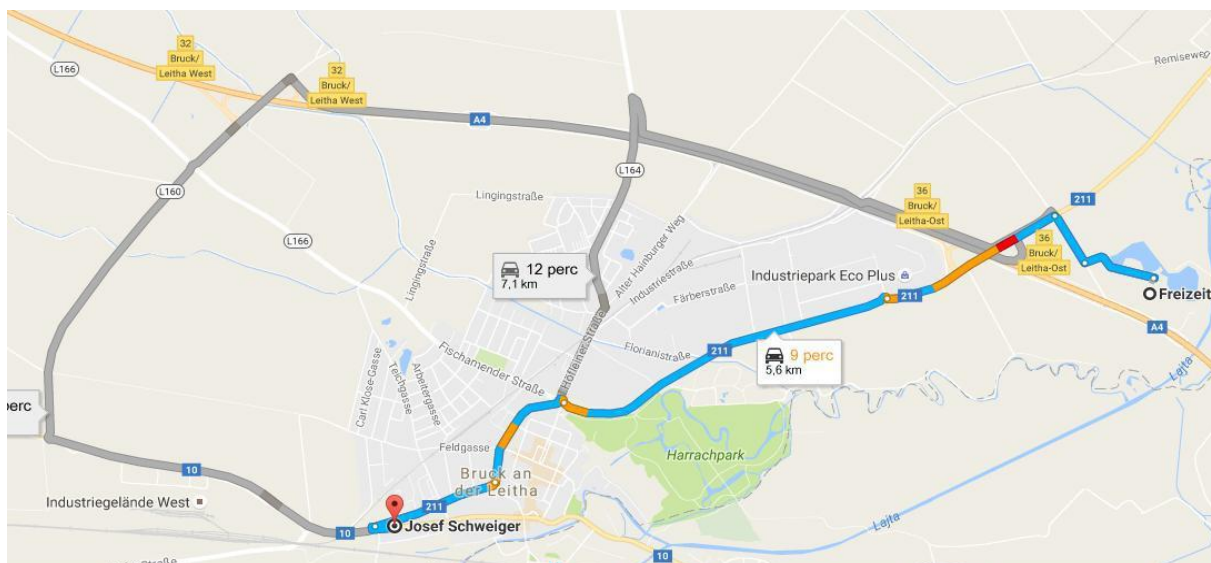 32
Bruck/
Leitha West
L166
32
Bruck/
Leitha West
Remiseweg
A4
L164
L160
Lingingstraße
36
Bruck/
Leitha-Ost
211
L166
Lingingstraße
Alter Hainburger Weg
Industriestraße
36
Bruck/
Leitha-Ost
12 perc
7,1 km
Industriepark Eco Plus
Färberstraße
Freizeit
211
Höfleiner Straße
A4
Florianistraße
211
9 perc
5,6 km
Fischamender Straße
Carl Klose-Gasse
Teichgasse
Arbeitergasse
Lajta
perc
Feldgasse
Harrachpark
10
Bruck an
der Leitha
Industriegelände West
211
Josef Schweiger
10
Lajta
10
Straße